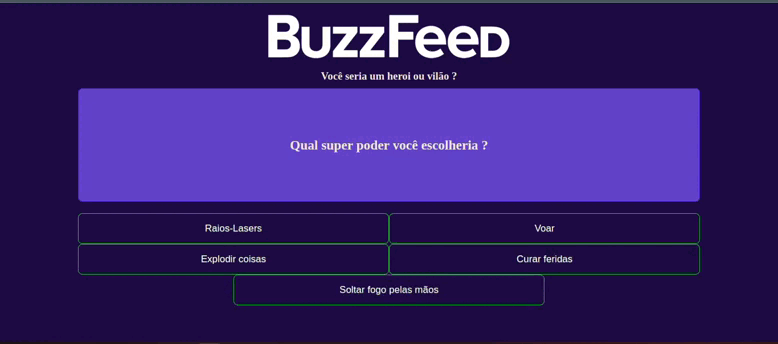 BuzzFeed
Você seria um heroi ou vilão ?
Qual super poder você escolheria ?
Raios-Lasers
Voar
Explodir coisas
Curar feridas
Soltar fogo pelas mãos